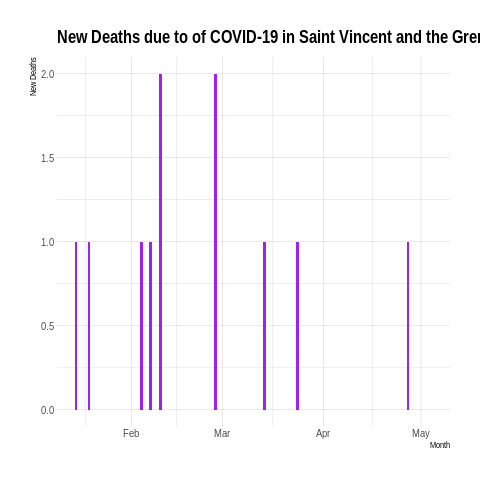 New Deaths due to of COVID-19 in Saint Vincent and the Gre
New Deaths
2.0
1.5
1.0
0.5
0.0
Feb Mar Apr May
Month